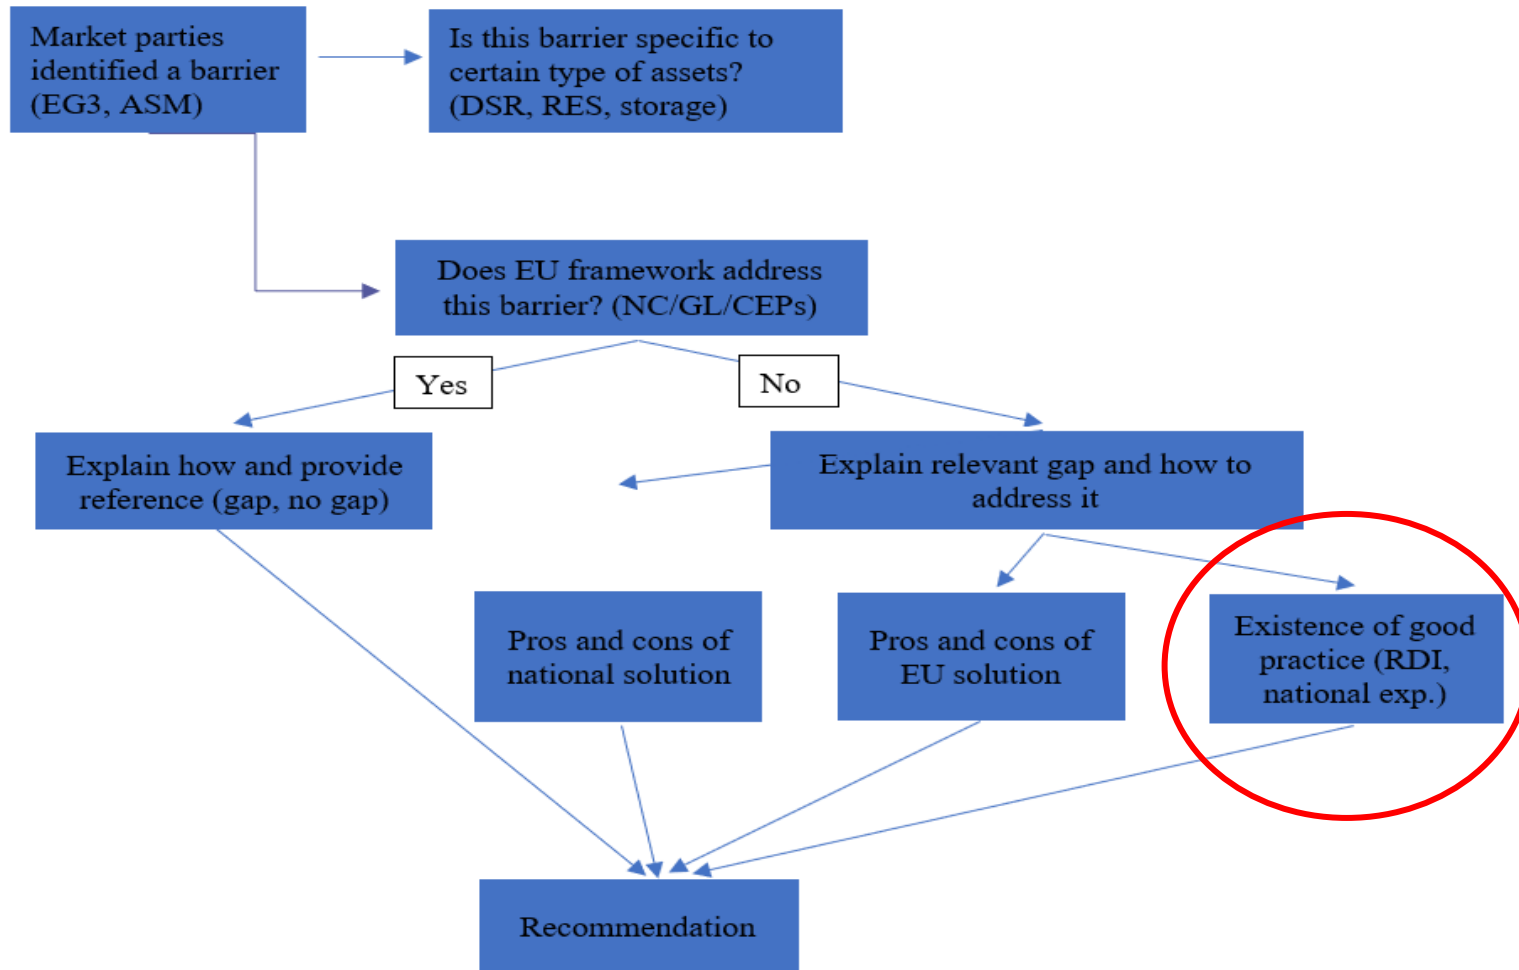 Market parties
identified a barrier
(EG3, ASM)
Is this barrier specific to
certain type of assets?
(DSR, RES, storage)
Does EU framework address
this barrier? (NC/GL/CEPs)
Yes
No
Explain how and provide
reference (gap, no gap)
Explain relevant gap and how to
address it
Pros and cons of
national solution
Pros and cons of
EU solution
Existence of good
practice (RDI,
national exp.)
Recommendation